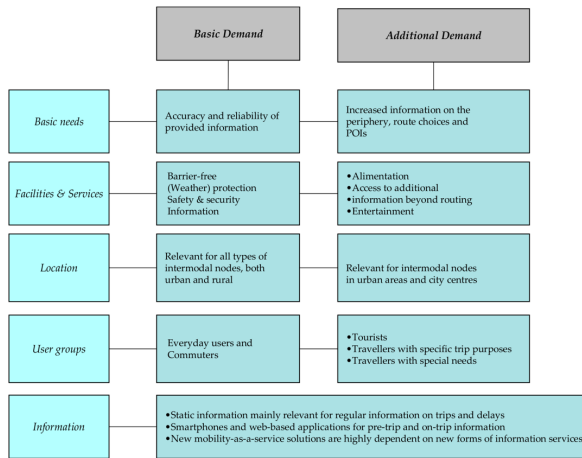 Basic Demand
Additional Demand
Basic needs
Accuracy and reliability of
provided information
Increased information on the
periphery, route choices and
POIs
Facilities & Services
Barrier-free
(Weather) protection
Safety & security
Information
•Alimentation
•Access to additional
•information beyond routing
•Entertainment
Location
Relevant for all types of
intermodal nodes, both
urban and rural
Relevant for intermodal nodes
in urban areas and city centres
User groups
Everyday users and
Commuters
•Tourists
•Travellers with specific trip purposes
•Travellers with special needs
Information
•Static information mainly relevant for regular information on trips and delays
•Smartphones and web-based applications for pre-trip and on-trip information
•New mobility-as-a-service solutions are highly dependent on new forms of information services